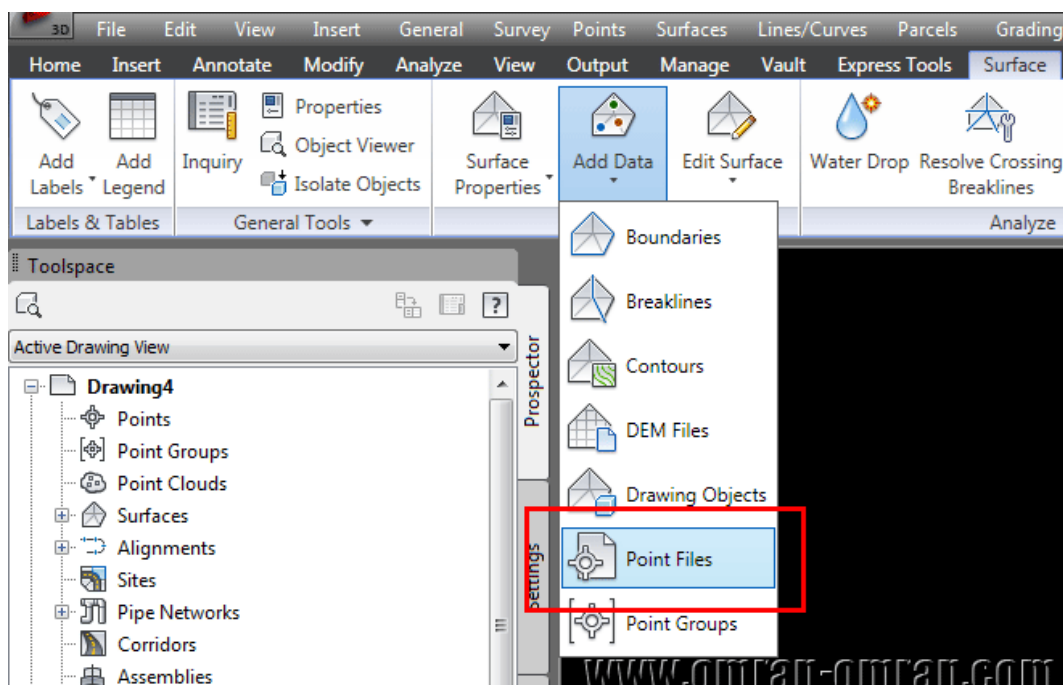 3D File Edit View Insert General Survey Points Surfaces Lines/Curves Parcels Grading
Home Insert Annotate Modify Analyze View Output Manage Vault Express Tools Surface
Add Labels
Add Legend
Inquiry
Properties
Object Viewer
Isolate Objects
Surface Properties
Add Data
Edit Surface
Water Drop
Resolve Crossing
Breaklines
Labels & Tables
General Tools
Analyze
Boundaries
Breaklines
Contours
DEM Files
Drawing Objects
Point Files
Point Groups
Toolspace
?
Active Drawing View
Prospector
Settings
Drawing4
Points
Point Groups
Point Clouds
Surfaces
Alignments
Sites
Pipe Networks
Corridors
Assemblies
www.omran-omran.com